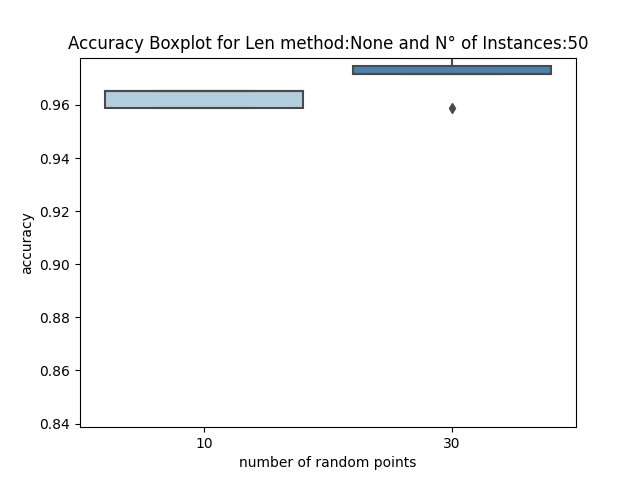 Accuracy Boxplot for Len method:None and N° of Instances:50
0.96
0.94
0.92
0.90
0.88
0.86
0.84
accuracy
10 30
number of random points